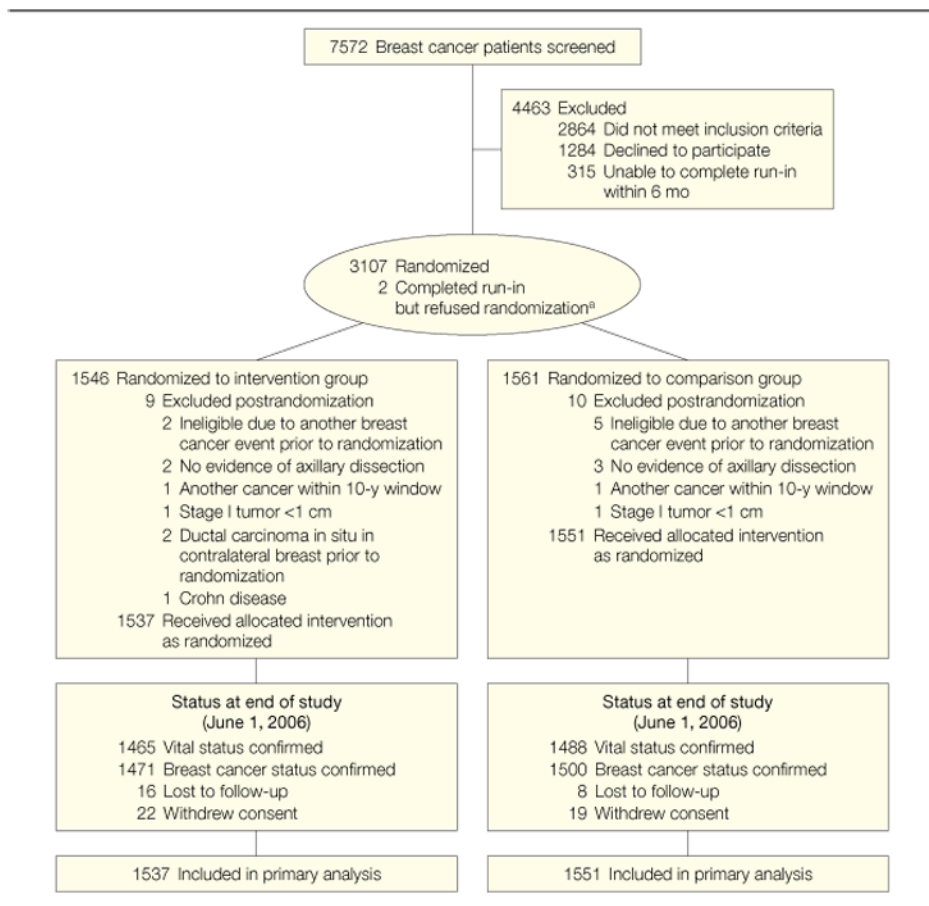 7572 Breast cancer patients screened
4463 Excluded
2864 Did not meet inclusion criteria
1284 Declined to participate
315 Unable to complete run-in
within 6 mo
3107 Randomized
2 Completed run-in
but refused randomizationª
1546 Randomized to intervention group
9 Excluded postrandomization
2 Ineligible due to another breast
cancer event prior to randomization
2 No evidence of axillary dissection
1 Another cancer within 10-y window
1 Stage I tumor <1 cm
2 Ductal carcinoma in situ in
contralateral breast prior to
randomization
1 Crohn disease
1537 Received allocated intervention
as randomized
1561 Randomized to comparison group
10 Excluded postrandomization
5 Ineligible due to another breast
cancer event prior to randomization
3 No evidence of axillary dissection
1 Another cancer within 10-y window
1 Stage I tumor <1 cm
1551 Received allocated intervention
as randomized
Status at end of study
(June 1, 2006)
1465 Vital status confirmed
1471 Breast cancer status confirmed
16 Lost to follow-up
22 Withdrew consent
Status at end of study
(June 1, 2006)
1488 Vital status confirmed
1500 Breast cancer status confirmed
8 Lost to follow-up
19 Withdrew consent
1537 Included in primary analysis
1551 Included in primary analysis